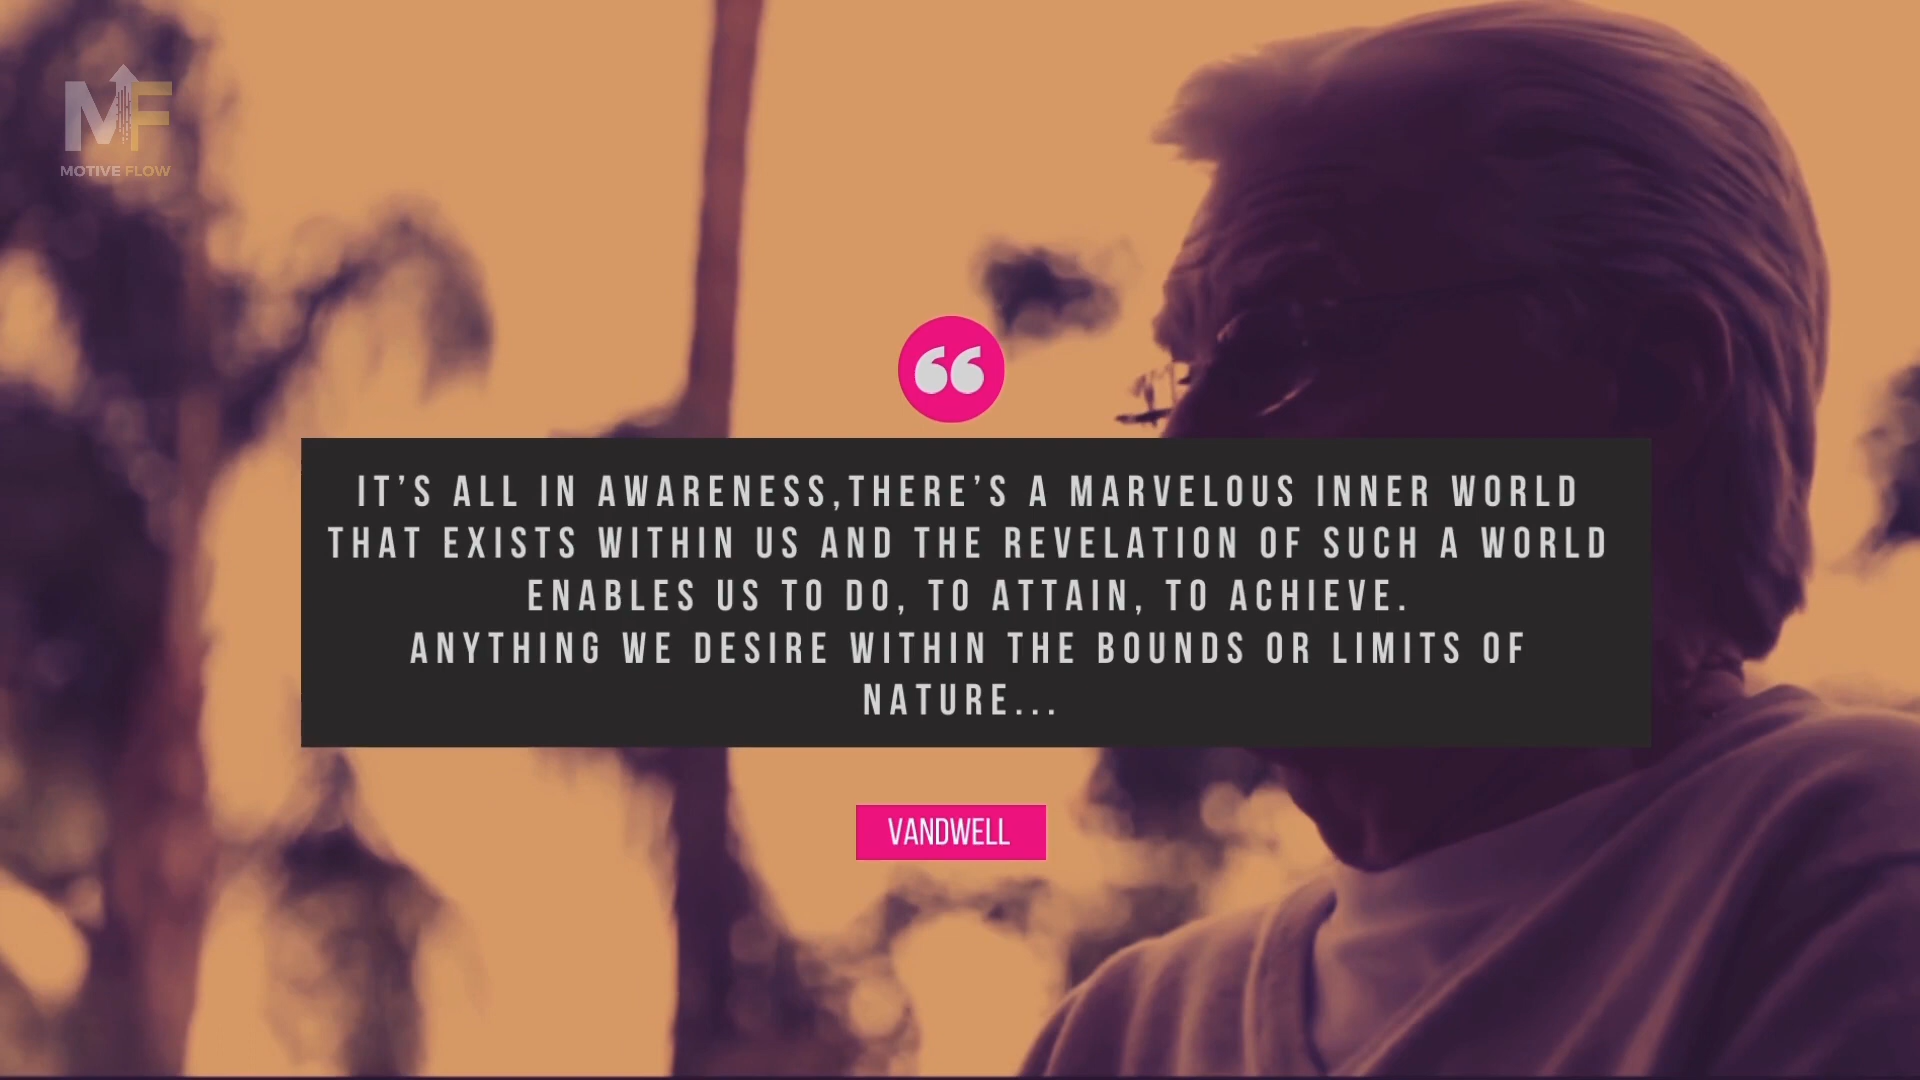 MF
MOTIVE FLOW
“
IT’S ALL IN AWARENESS,THERE’S A MARVELOUS INNER WORLD
THAT EXISTS WITHIN US AND THE REVELATION OF SUCH A WORLD
ENABLES US TO DO, TO ATTAIN, TO ACHIEVE.
ANYTHING WE DESIRE WITHIN THE BOUNDS OR LIMITS OF
NATURE...
VANDWELL